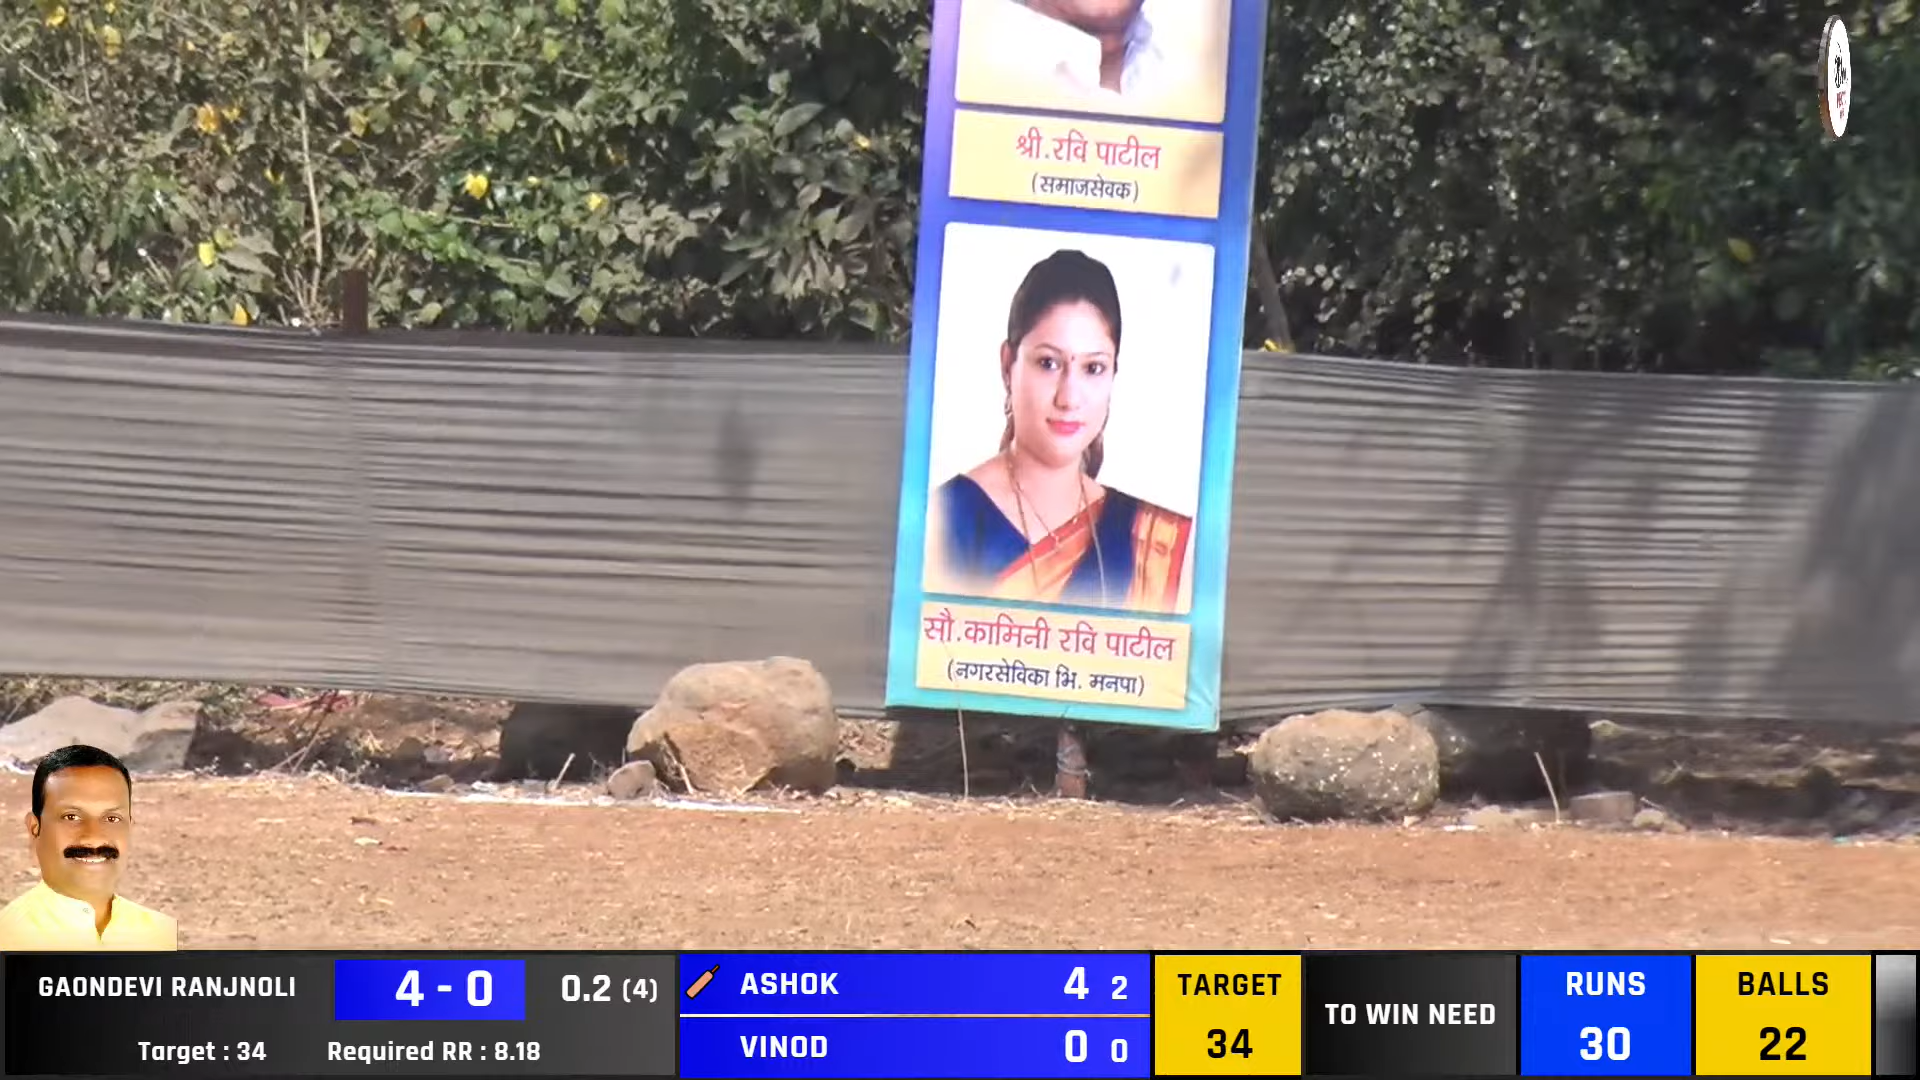 श्री.रवि पाटील
(समाजसेवक)
सौ.कामिनी रवि पाटील
(नगरसेविका भि. मनपा)
GAONDEVI RANJNOLI 4 - 0 0.2 (4)
Target : 34 Required RR : 8.18
ASHOK 4 2
VINOD 0 0
TARGET
34
TO WIN NEED
RUNS
30
BALLS
22